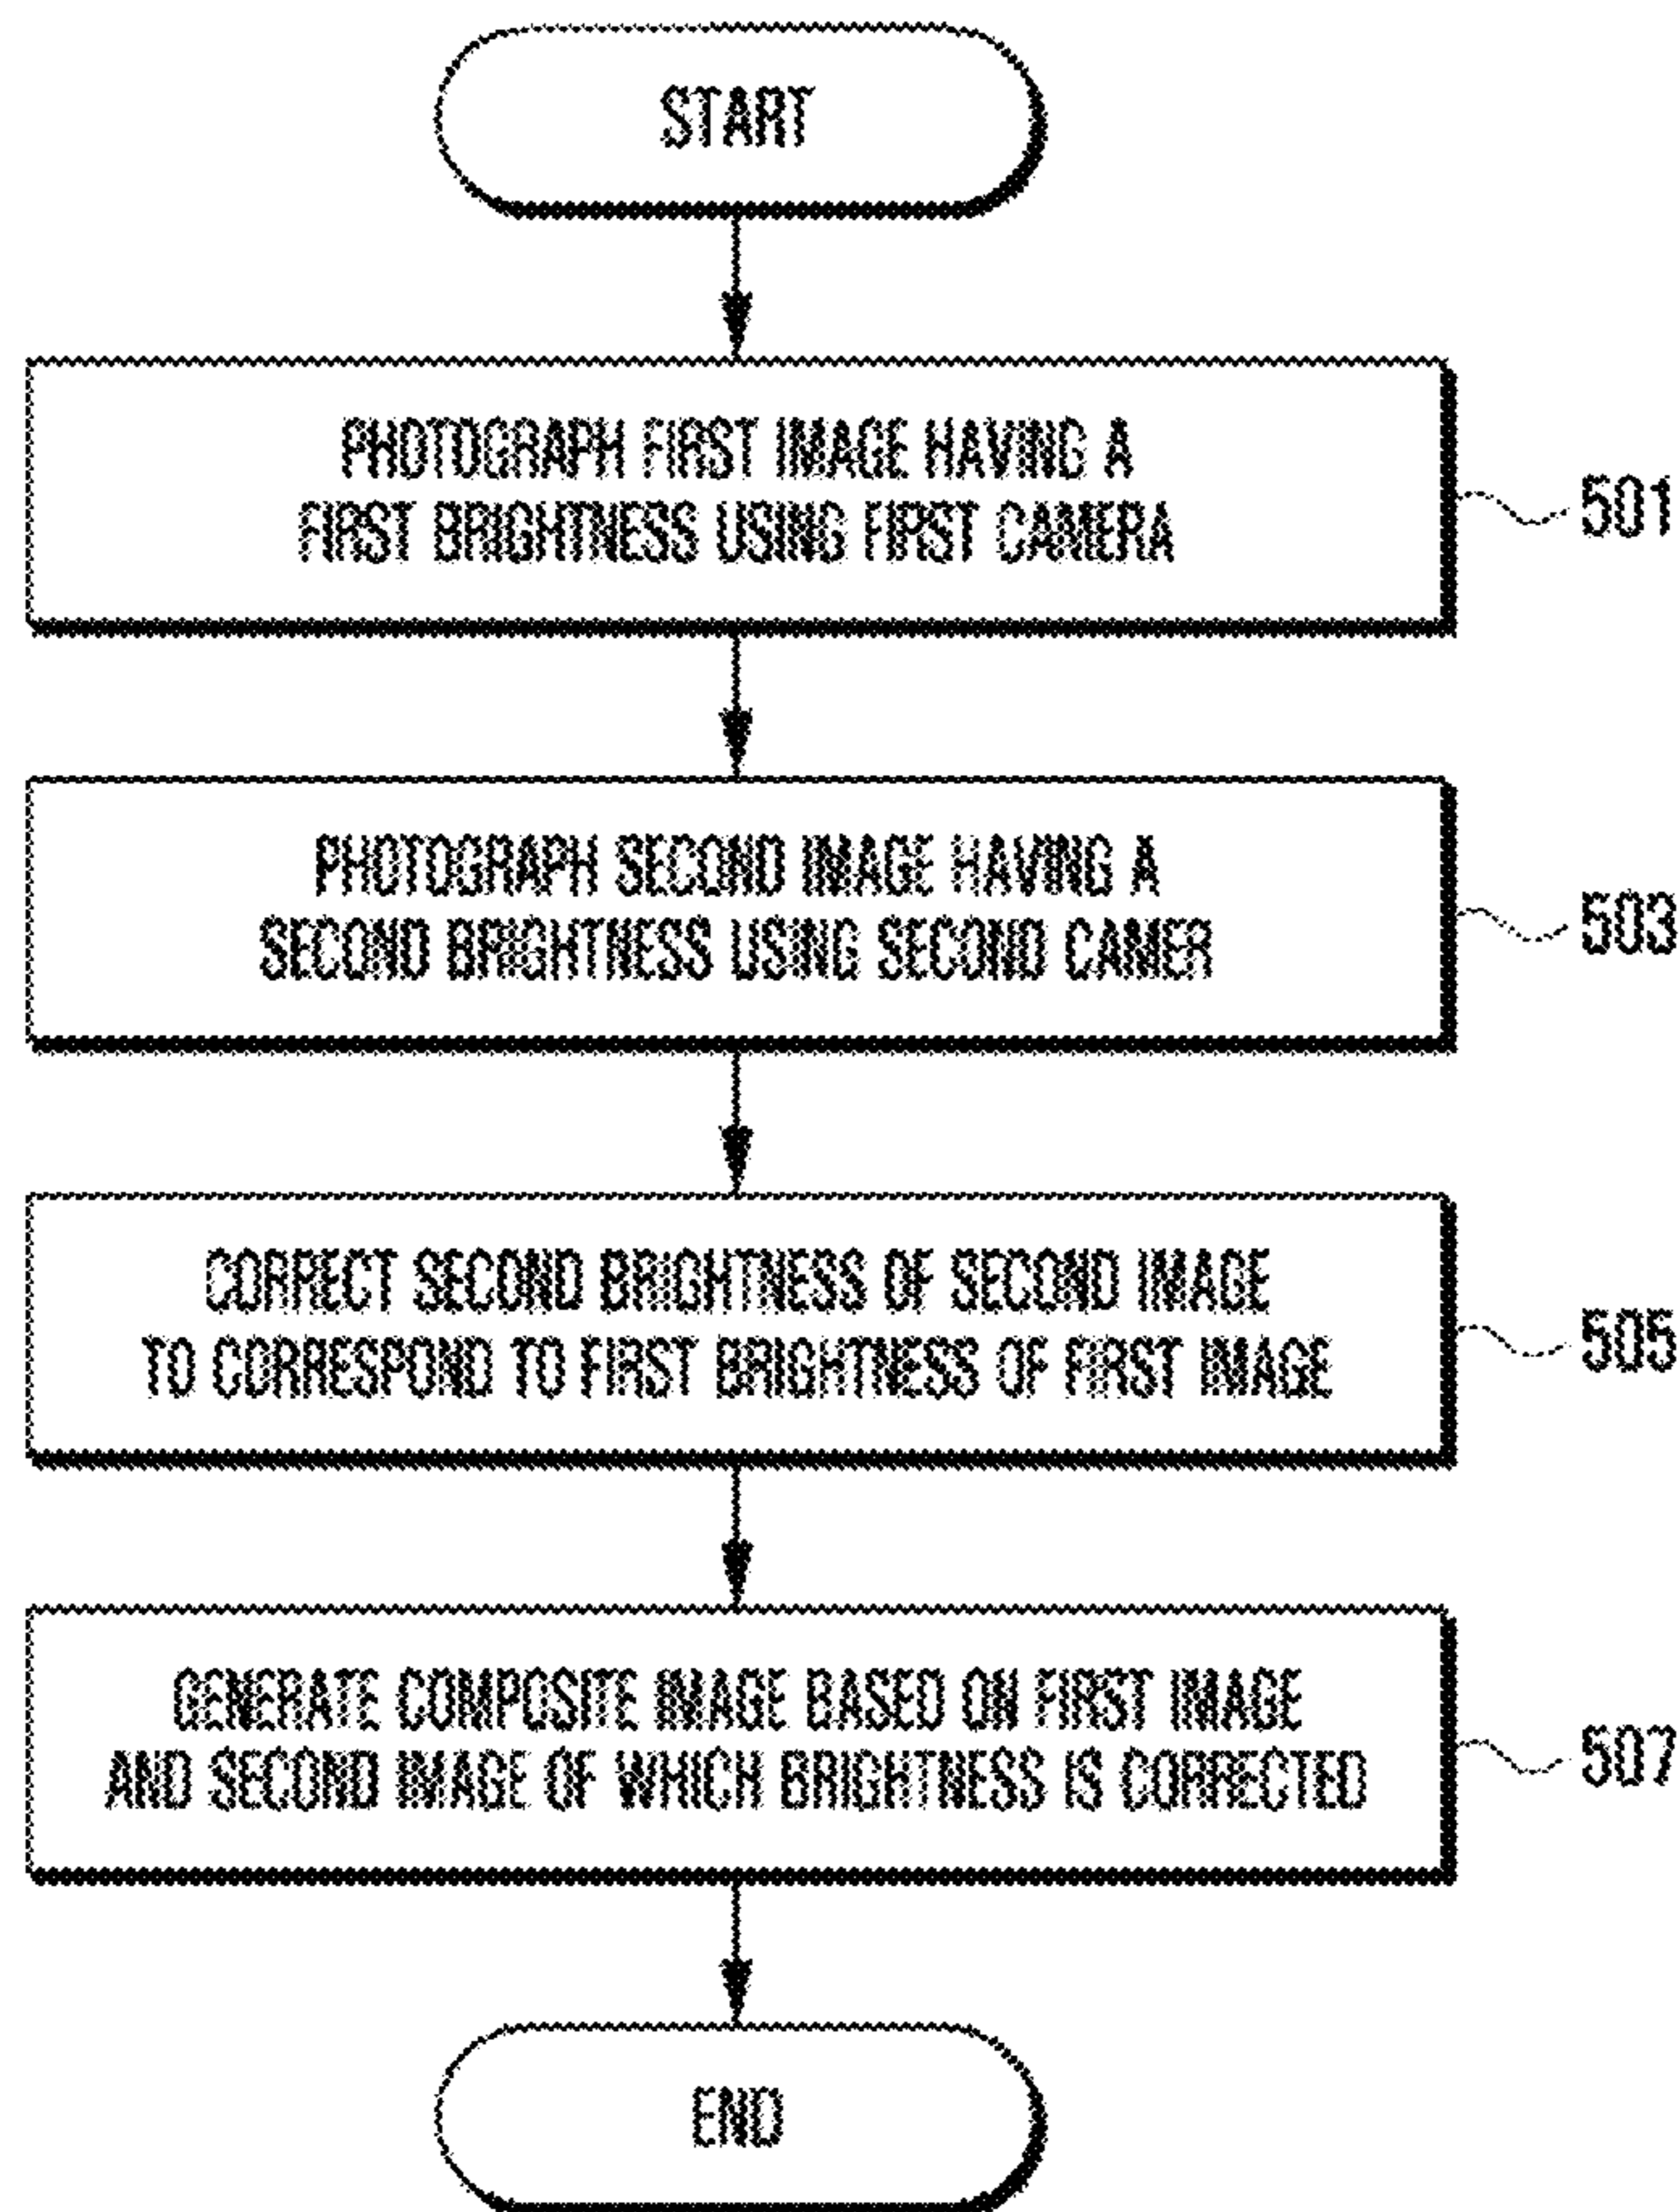 START
PHOTOGRAPH FIRST IMAGE HAVING A
FIRST BRIGHTNESS USING FIRST CAMERA
501
PHOTOGRAPH SECOND IMAGE HAVING A
SECOND BRIGHTNESS USING SECOND CAMER
503
CORRECT SECOND BRIGHTNESS OF SECOND IMAGE
TO CORRESPOND TO FIRST BRIGHTNESS OF FIRST IMAGE
505
GENERATE COMPOSITE IMAGE BASED ON FIRST IMAGE
AND SECOND IMAGE OF WHICH BRIGHTNESS IS CORRECTED
507
END